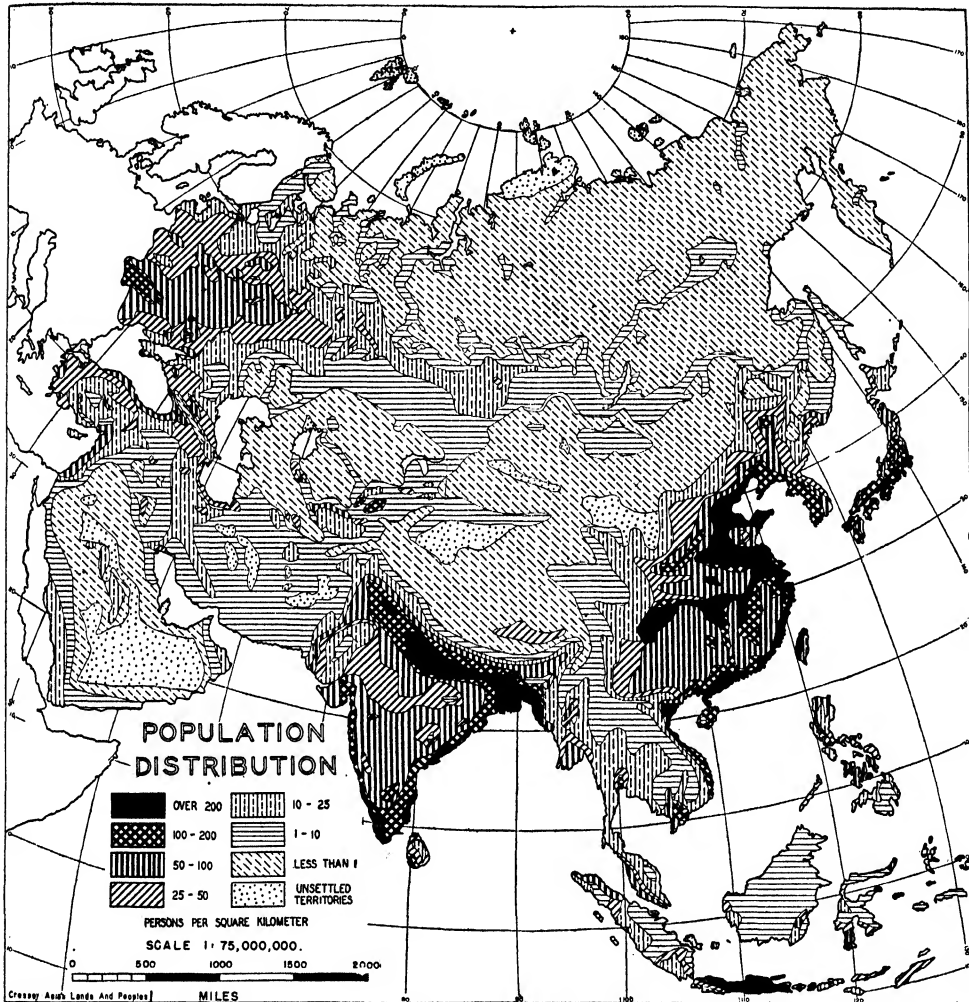 POPULATION
DISTRIBUTION
OVER 200
10 - 25
100 - 200
1 - 10
50 - 100
LESS THAN 1
25 - 50
UNSETTLED
TERRITORIES
PERSONS PER SQUARE KILOMETER
SCALE 1: 75,000,000.
0 500 1000 1500 2000
MILES
Cressey Asia's Lands And Peoples